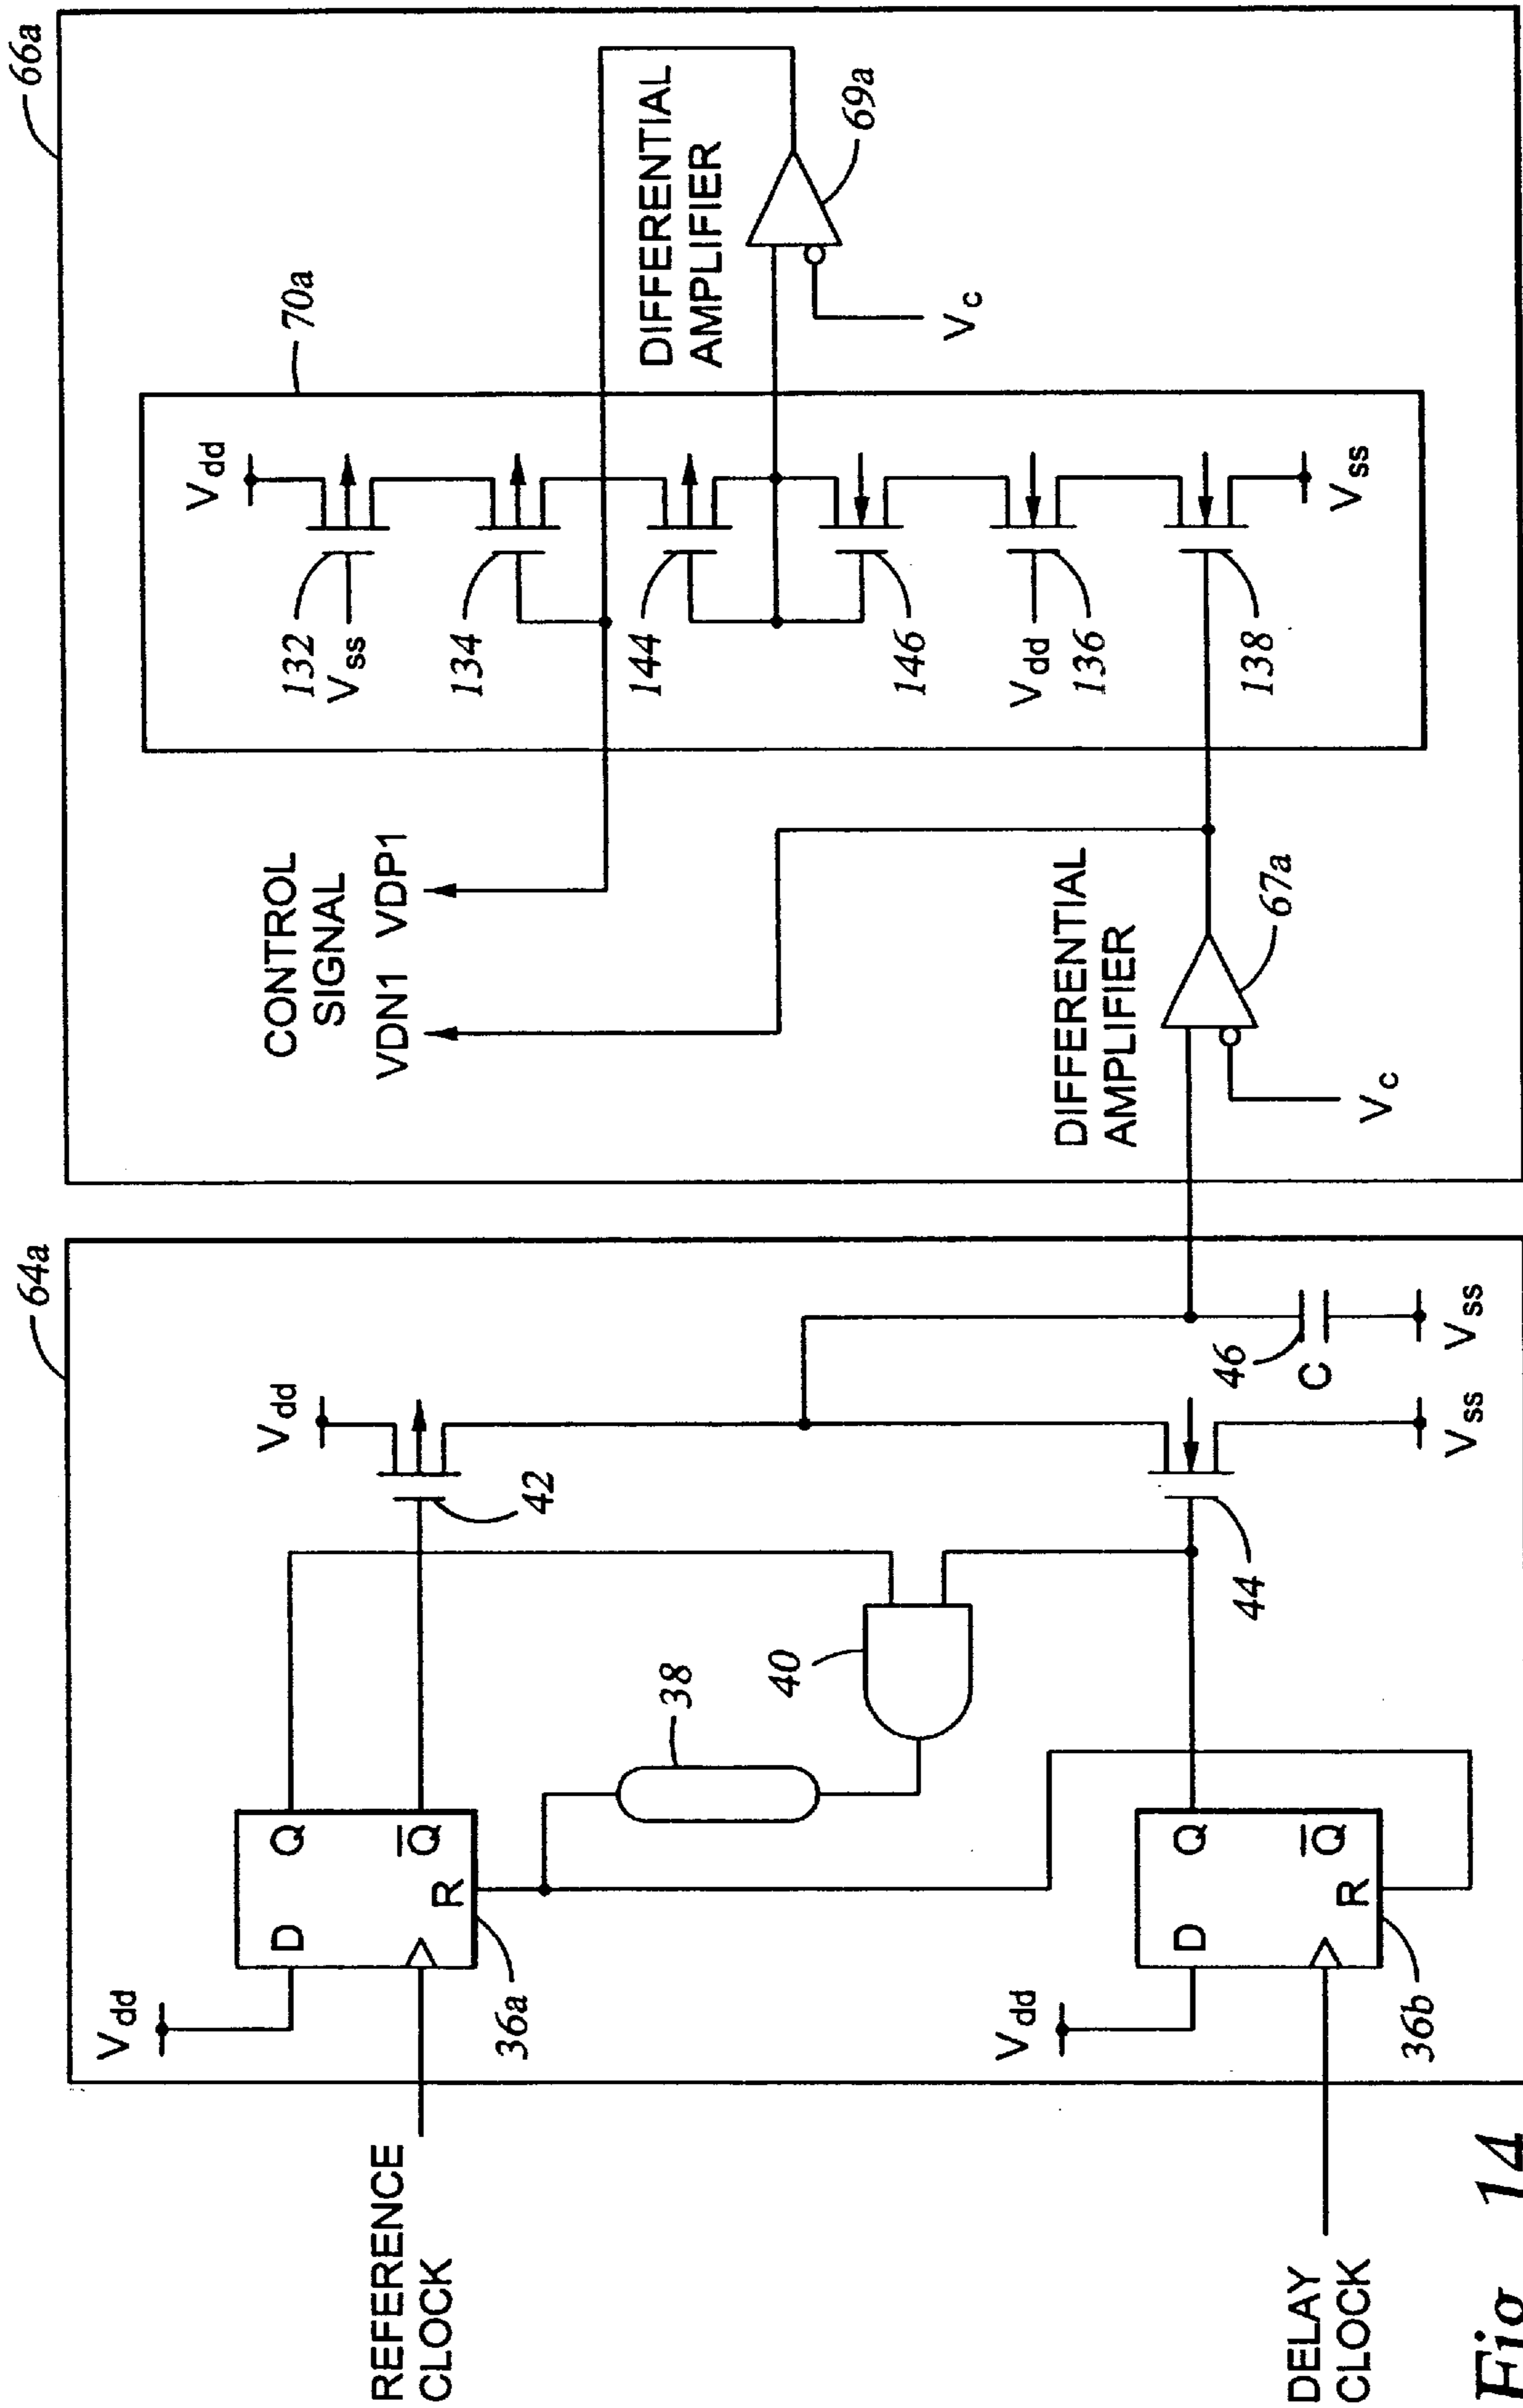 66a
64a
70a
CONTROL
SIGNAL
VDN1 VDP1
DIFFERENTIAL
AMPLIFIER
69a
Vc
Vdd
132
Vss
134
144
146
Vdd
136
138
Vss
DIFFERENTIAL
AMPLIFIER
67a
Vc
Vdd
D
Q
Q
R
36a
REFERENCE
CLOCK
38
40
Vdd
42
44
Vss
46
C
Vss
Vdd
D
Q
Q
R
36b
DELAY
CLOCK
Fig. 14